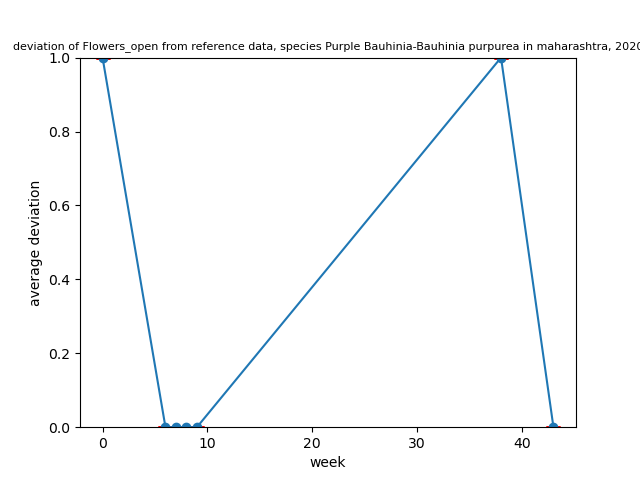 deviation of Flowers_open from reference data, species Purple Bauhinia-Bauhinia purpurea in maharashtra, 2020
1.0
0.8
0.6
0.4
0.2
0.0
average deviation
0 10 20 30 40
week